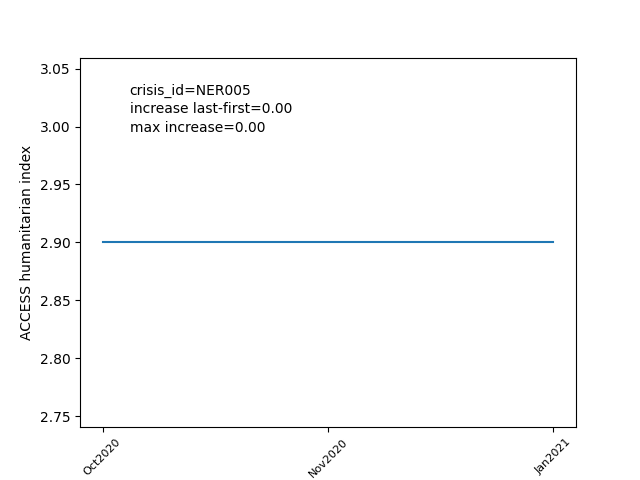 3.05
3.00
2.95
2.90
2.85
2.80
2.75
ACCESS humanitarian index
crisis_id=NER005
increase last-first=0.00
max increase=0.00
Oct2020
Nov2020
Jan2021